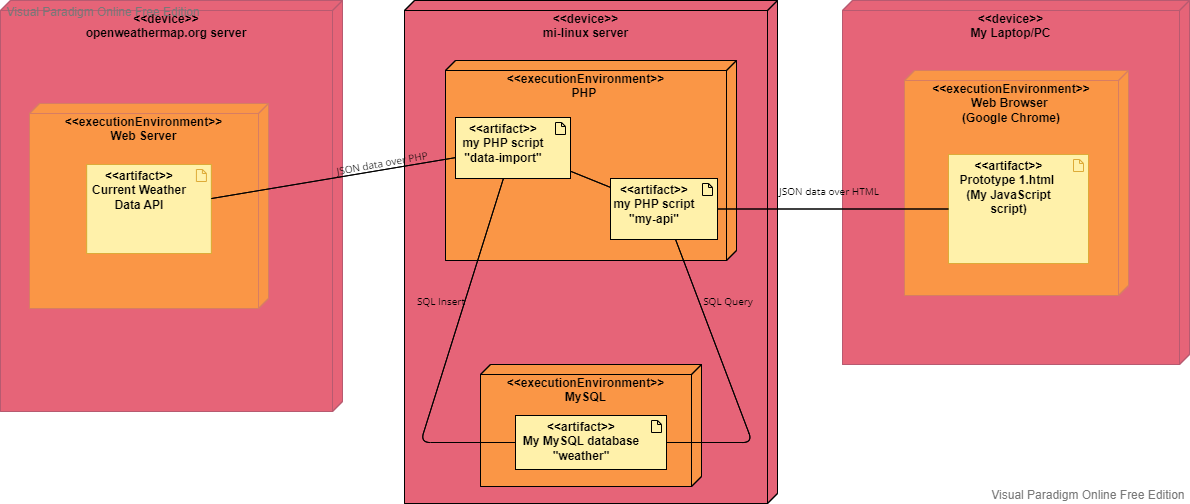 Visual Paradigm Online Free Edition
<<device>>
openweathermap.org server
<<executionEnvironment>>
Web Server
<<artifact>>
Current Weather
Data API
JSON data over PHP
<<device>>
mi-linux server
<<executionEnvironment>>
PHP
<<artifact>>
my PHP script
"data-import"
<<artifact>>
my PHP script
"my-api"
SQL Insert
SQL Query
<<executionEnvironment>>
MySQL
<<artifact>>
My MySQL database
"weather"
JSON data over HTML
<<device>>
My Laptop/PC
<<executionEnvironment>>
Web Browser
(Google Chrome)
<<artifact>>
Prototype 1.html
(My JavaScript
script)
Visual Paradigm Online Free Edition